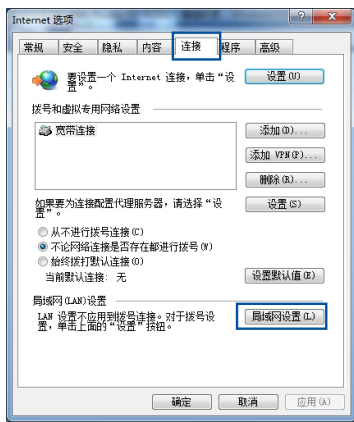 Internet 选项
常规 安全 隐私 内容 连接 程序 高级
要设置一个 Internet 连接，单击“设置”。
设置(U)
拨号和虚拟专用网络设置
宽带连接
添加(D)...
添加 VPN(P)...
删除(R)...
如果要为连接配置代理服务器，请选择“设置”。
设置(S)
从不进行拨号连接(C)
不论网络连接是否存在都进行拨号(W)
始终拨打默认连接(O)
当前默认连接: 无
设置默认值(E)
局域网(LAN)设置
LAN 设置不应用到拨号连接。对于拨号设置，单击上面的“设置”按钮。
局域网设置(L)
确定 取消 应用(A)